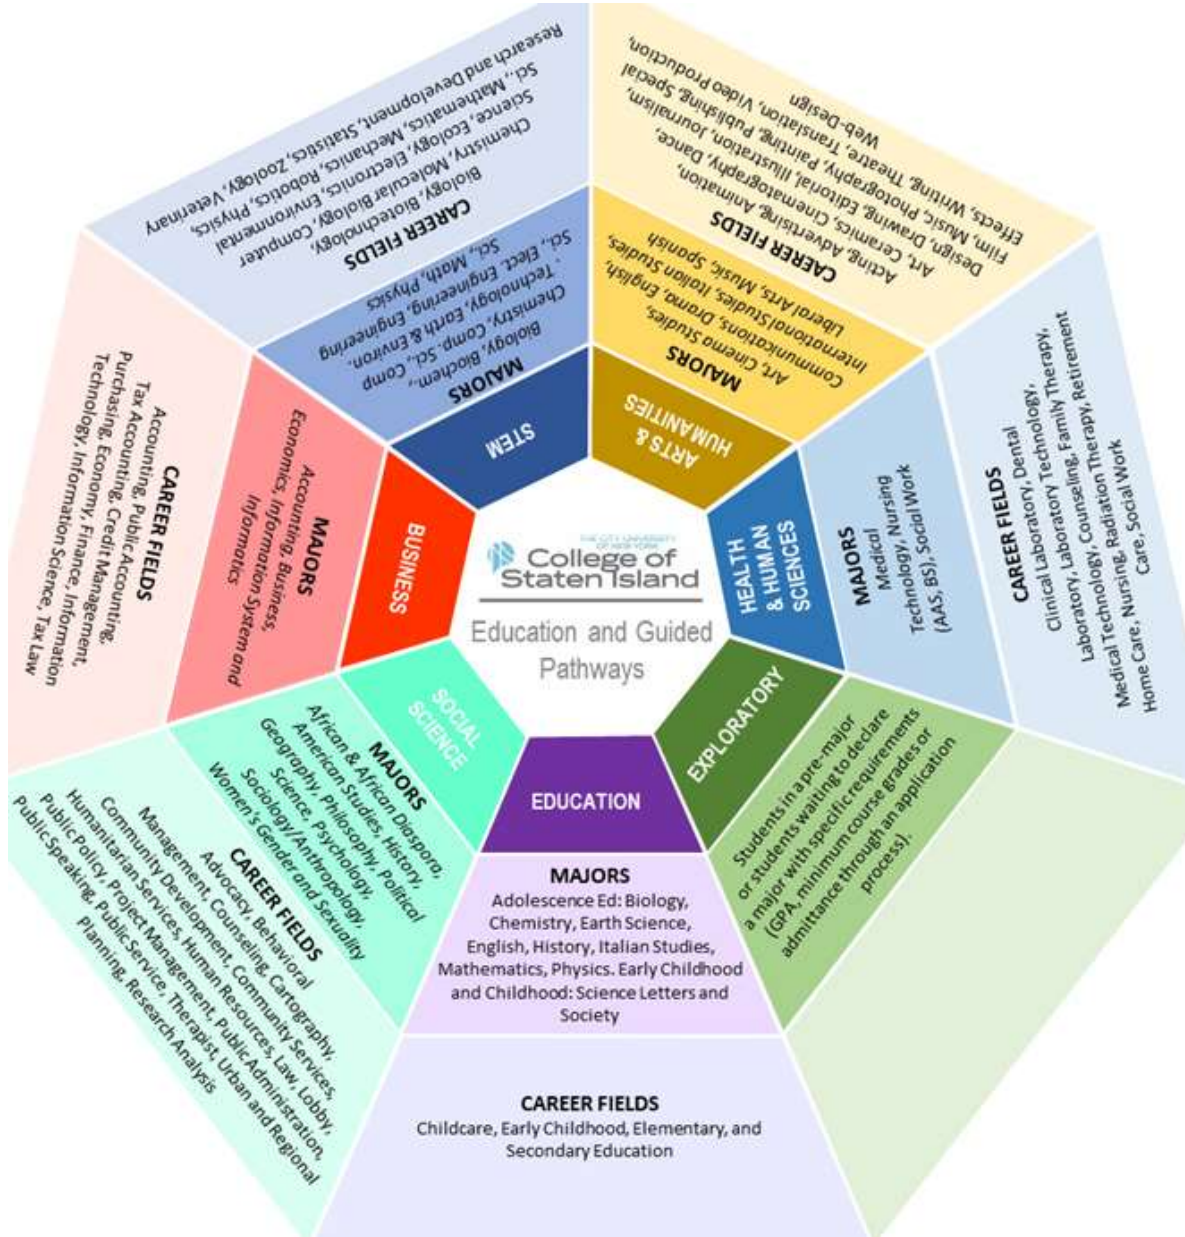 THE CITY UNIVERSITY
OF NEW YORK
College of
Staten Island
Education and Guided
Pathways
STEM
MAJORS
Biology, Biochem.,
Chemistry, Comp. Sci., Comp
Technology, Earth & Environ.
Sci., Elect. Engineering, Engineering
Sci., Math, Physics
CAREER FIELDS
Biology, Biotechnology,
Chemistry, Molecular Biology, Computer
Science, Ecology, Electronics, Environmental
Sci., Mathematics, Mechanics, Robotics, Physics,
Research and Development, Statistics, Zoology, Veterinary
ARTS &
HUMANITIES
MAJORS
Art, Cinema Studies,
Communications, Drama, English,
International Studies, Italian Studies,
Liberal Arts, Music, Spanish
CAERER FIELDS
Acting, Advertising, Animation,
Art, Ceramics, Cinematography, Dance,
Design, Drawing, Editorial, Illustration, Journalism,
Film, Music, Photography, Painting, Publishing, Special
Effects, Writing, Theatre, Translation, Video Production,
Web-Design
HEALTH
& HUMAN
SCIENCES
MAJORS
Medical
Technology, Nursing
(AAS, BS), Social Work
CAREER FIELDS
Clinical Laboratory, Dental
Laboratory, Laboratory Technology,
Medical Technology, Counseling, Family Therapy,
Home Care, Nursing, Radiation Therapy, Retirement
Care, Social Work
EXPLORATORY
Students in a pre-major
or students waiting to declare
a major with specific requirements
(GPA, minimum course grades or
admittance through an application
process).
EDUCATION
MAJORS
Adolescence Ed: Biology,
Chemistry, Earth Science,
English, History, Italian Studies,
Mathematics, Physics. Early Childhood
and Childhood: Science Letters and
Society
CAREER FIELDS
Childcare, Early Childhood, Elementary, and
Secondary Education
SOCIAL
SCIENCE
MAJORS
African & African Diaspora,
American Studies, History,
Geography, Philosophy, Political
Science, Psychology,
Sociology/Anthropology,
Women's Gender and Sexuality
CAREER FIELDS
Advocacy, Behavioral
Management, Counseling, Cartography,
Community Development, Community Services,
Humanitarian Services, Human Resources, Law, Lobby,
Public Policy, Project Management, Public Administration,
Public Speaking, Public Service, Therapist, Urban and Regional
Planning, Research Analysis
BUSINESS
MAJORS
Accounting, Business,
Economics, Information System and
Informatics
CAREER FIELDS
Accounting, Public Accounting,
Tax Accounting, Credit Management,
Purchasing, Economy, Finance, Information
Technology, Information Science, Tax Law